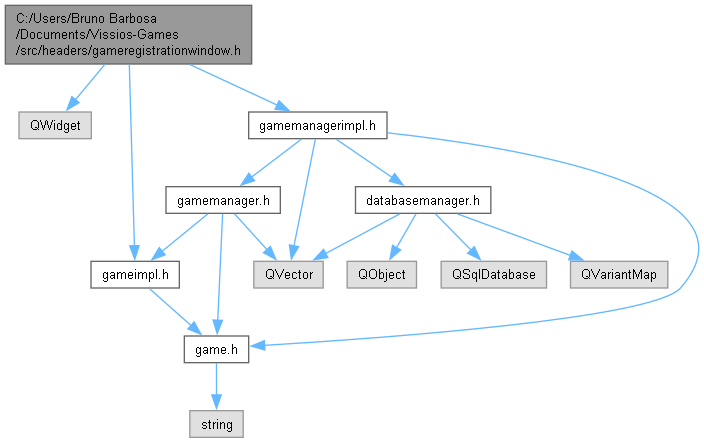 C:/Users/Bruno Barbosa
/Documents/Vissios-Games
/src/headers/gameregistrationwindow.h
QWidget
gamemanagerimpl.h
gamemanager.h
databasemanager.h
gameimpl.h
QVector
QObject
QSqlDatabase
QVariantMap
game.h
string